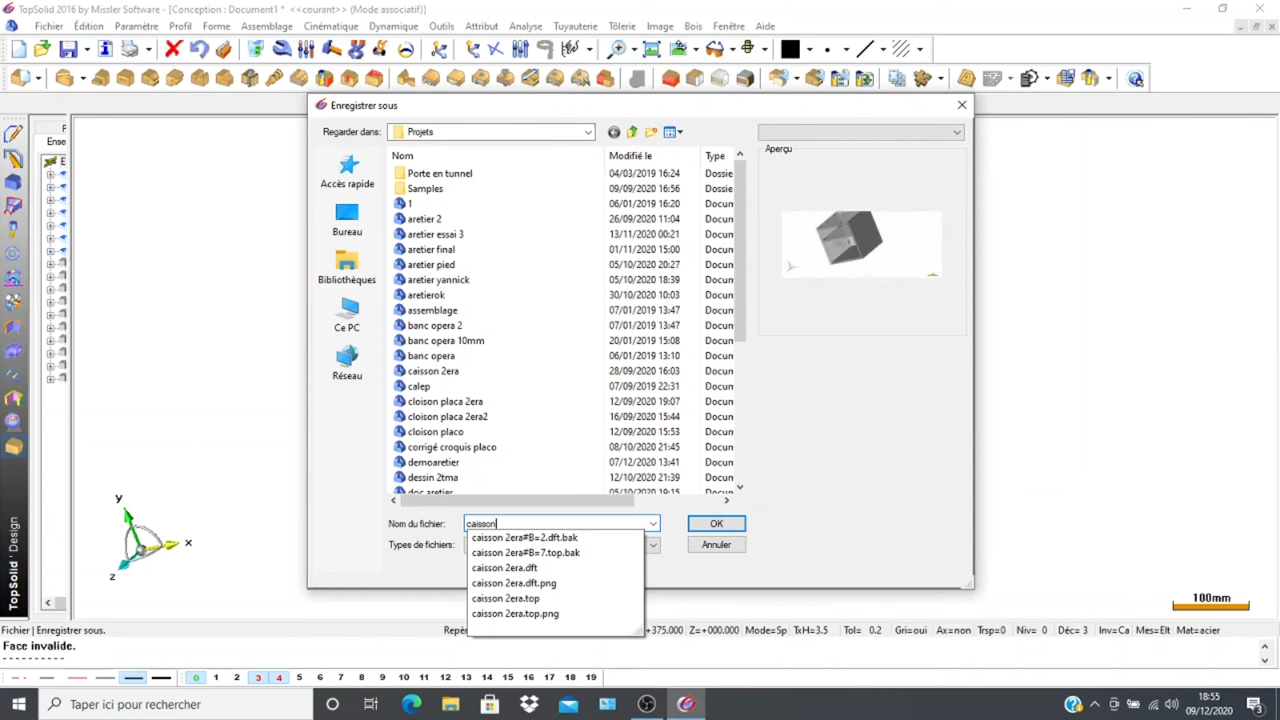 TopSolid 2016 by Missler Software - [Conception : Document1 * <<courant>> (Mode associatif)]
Fichier Édition Paramètre Profil Forme Assemblage Cinématique Dynamique Outils Attribut Tuyauterie Tôlerie Analyse Image Bois Fenêtre Aide
Enregistrer sous
Regarder dans: Projets
Aperçu
Nom Modifié le Type
Porte en tunnel 04/03/2019 16:24 Dossie
Samples 09/09/2020 16:56 Dossie
1 06/01/2019 16:20 Docun
aretier 2 26/09/2020 11:04 Docun
aretier essai 3 13/11/2020 00:21 Docun
aretier final 01/11/2020 15:00 Docun
aretier pied 05/10/2020 20:27 Docun
aretier yannick 05/10/2020 18:39 Docun
aretierok 30/10/2020 10:03 Docun
assemblage 07/01/2019 13:47 Docun
banc opera 2 07/01/2019 13:47 Docun
banc opera 10mm 20/01/2019 15:08 Docun
banc opera 06/01/2019 13:10 Docun
caisson 2era 28/09/2020 16:03 Docun
calep 07/09/2019 22:31 Docun
cloison placa 2era 12/09/2020 19:07 Docun
cloison placa 2era2 16/09/2020 15:44 Docun
cloison placo 12/09/2020 15:53 Docun
corrigé croquis placo 08/10/2020 21:45 Docun
demoaretier 07/12/2020 13:41 Docun
dessin 2tma 12/10/2020 21:39 Docun
doc aretier 05/10/2020 19:15 Docun
Accès rapide
Bureau
Bibliothèques
Ce PC
Réseau
Nom du fichier: caisson OK
Types de fichiers: Annuler
caisson 2era#B=2.dft.bak
caisson 2era#B=7.top.bak
caisson 2era.dft
caisson 2era.dft.png
caisson 2era.top
caisson 2era.top.png
Ense
y
x
z
TopSolid 'Design
100mm
Fichier | Enregistrer sous. +375.000 Z=+000.000 Mode=Sp TxH=3.5 Tol= 0.2 Gri=oui Ax=non Trsp=0 Niv= 0 Déc= 3 Inv=Ca Mes=Elt Mat=acier
Face invalide.
0 1 2 3 4 5 6 7 8 9 10 11 12 13 14 15 16 17 18 19
Taper ici pour rechercher
18:55
09/12/2020